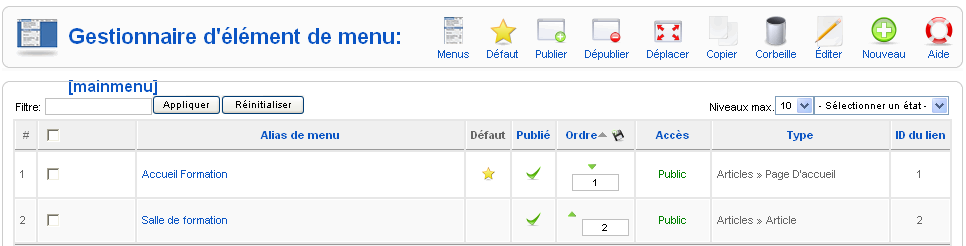 Gestionnaire d'élément de menu:
Menus Défaut Publier Dépublier Déplacer Copier Corbeille Éditer Nouveau Aide
[mainmenu]
Filtre: Appliquer Réinitialiser Niveaux max. 10 - Sélectionner un état -
# Alias de menu Défaut Publié Ordre Accès Type ID du lien
1 Accueil Formation 1 Public Articles » Page D'accueil 1
2 Salle de formation 2 Public Articles » Article 2